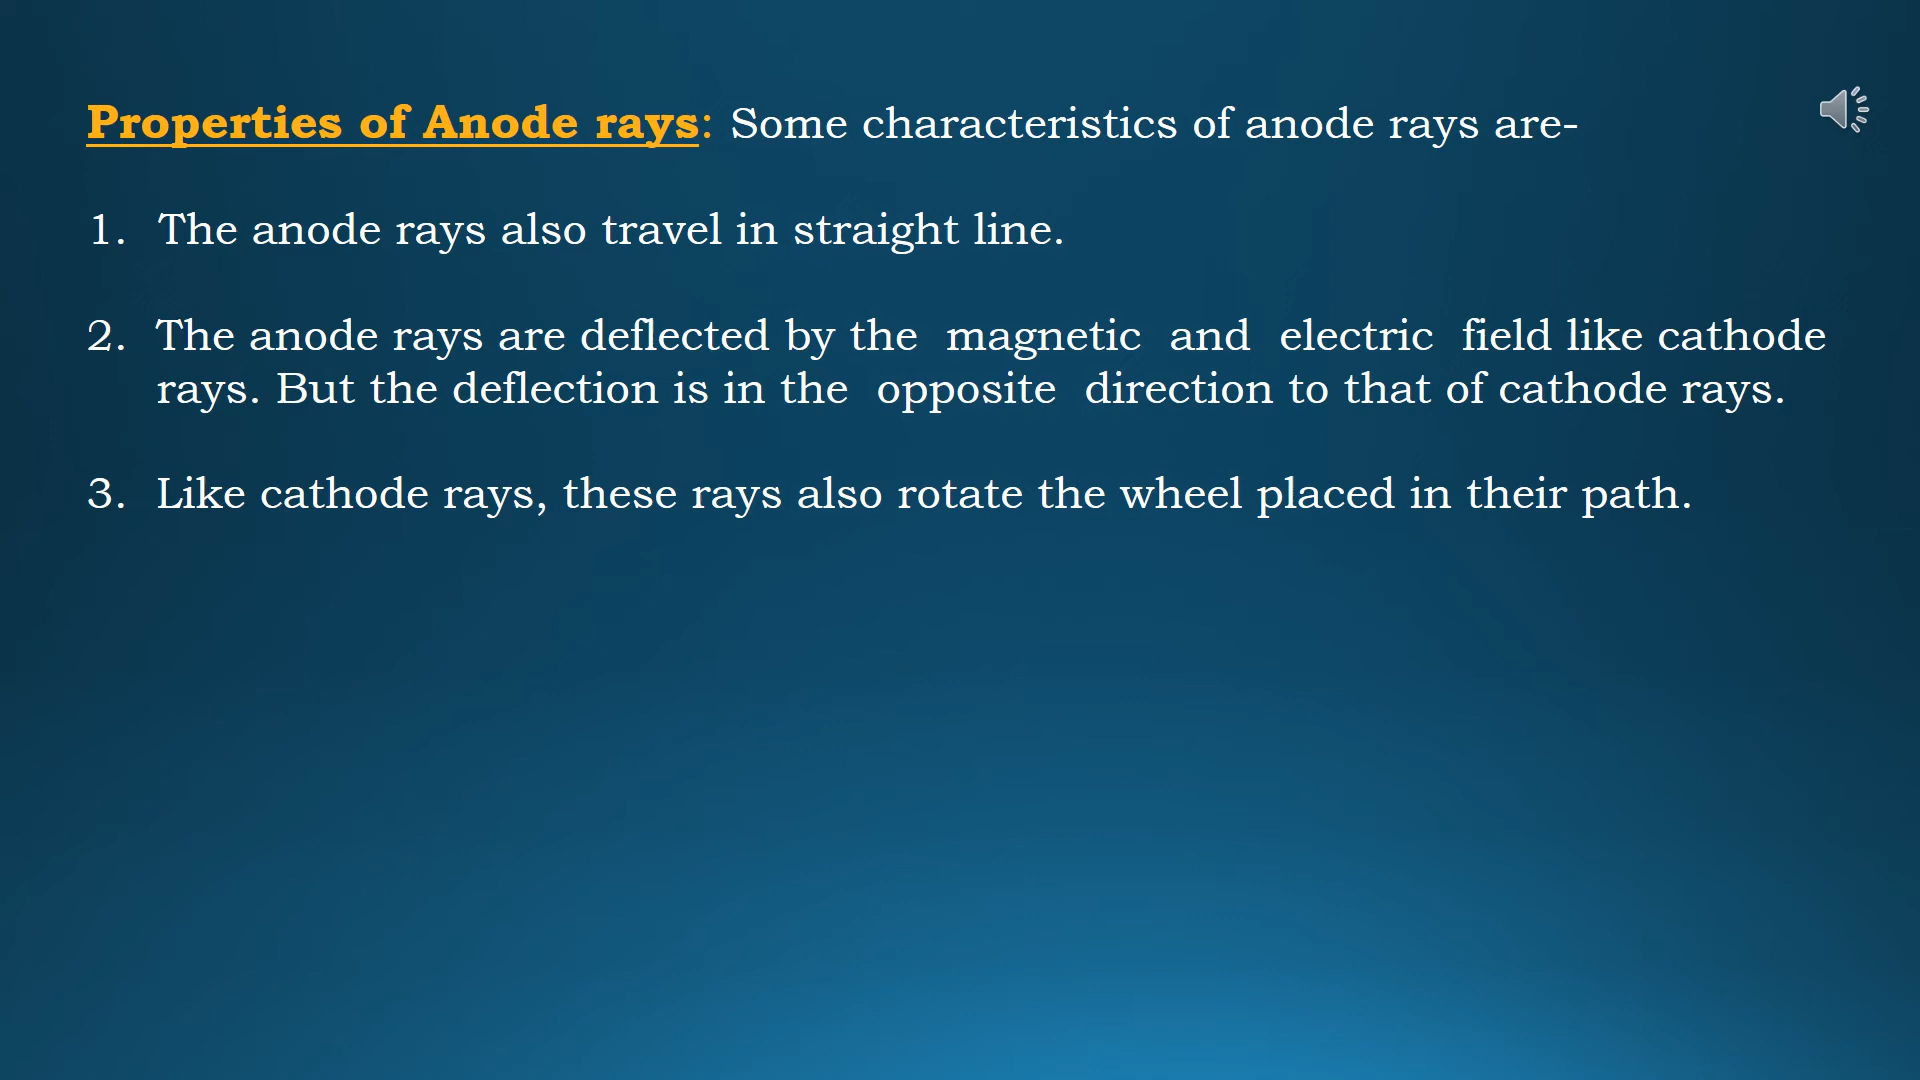 Properties of Anode rays: Some characteristics of anode rays are-
1. The anode rays also travel in straight line.
2. The anode rays are deflected by the magnetic and electric field like cathode
rays. But the deflection is in the opposite direction to that of cathode rays.
3. Like cathode rays, these rays also rotate the wheel placed in their path.